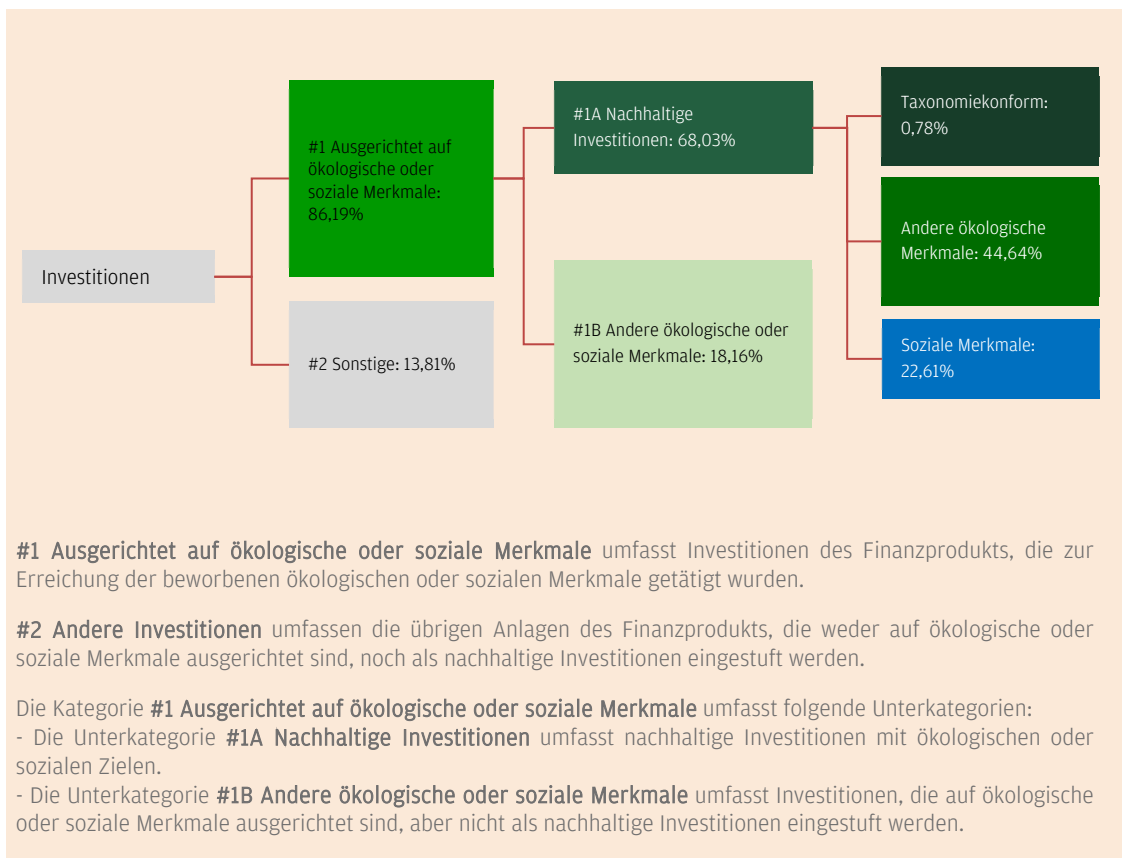 Investitionen
#1 Ausgerichtet auf
ökologische oder
soziale Merkmale:
86,19%
#2 Sonstige: 13,81%
#1A Nachhaltige
Investitionen: 68,03%
#1B Andere ökologische oder
soziale Merkmale: 18,16%
Taxonomiekonform:
0,78%
Andere ökologische
Merkmale: 44,64%
Soziale Merkmale:
22,61%
#1 Ausgerichtet auf ökologische oder soziale Merkmale umfasst Investitionen des Finanzprodukts, die zur
Erreichung der beworbenen ökologischen oder sozialen Merkmale getätigt wurden.
#2 Andere Investitionen umfassen die übrigen Anlagen des Finanzprodukts, die weder auf ökologische oder
soziale Merkmale ausgerichtet sind, noch als nachhaltige Investitionen eingestuft werden.
Die Kategorie #1 Ausgerichtet auf ökologische oder soziale Merkmale umfasst folgende Unterkategorien:
- Die Unterkategorie #1A Nachhaltige Investitionen umfasst nachhaltige Investitionen mit ökologischen oder
sozialen Zielen.
- Die Unterkategorie #1B Andere ökologische oder soziale Merkmale umfasst Investitionen, die auf ökologische
oder soziale Merkmale ausgerichtet sind, aber nicht als nachhaltige Investitionen eingestuft werden.